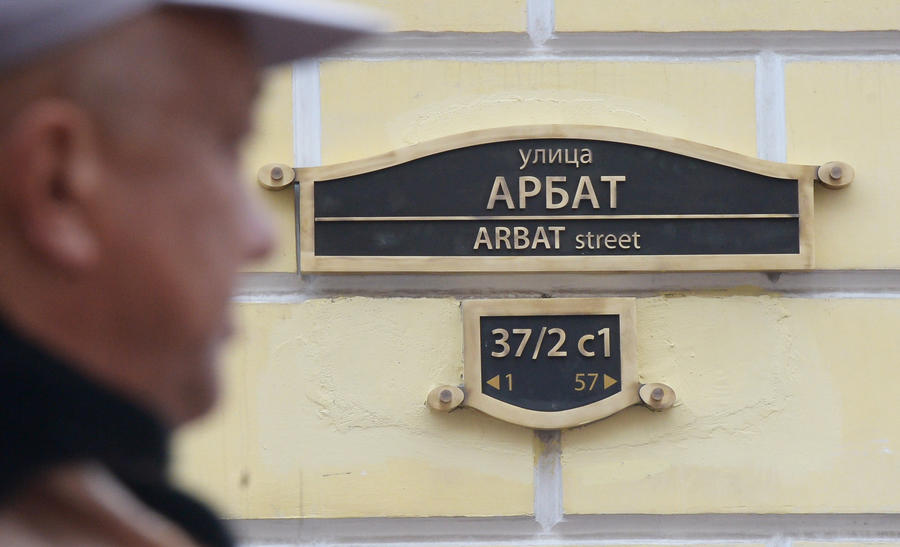 улица
АРБАТ
ARBAT street
37/2 с1
◄1 57►